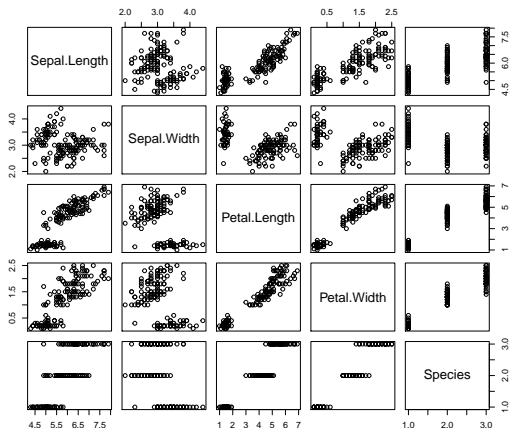 2.0 3.0 4.0 0.5 1.5 2.5
Sepal.Length 4.5 6.0 7.5
2.0 3.0 4.0 Sepal.Width
Petal.Length 1 3 5 7
0.5 1.5 2.5 Petal.Width
Species 1.0 2.0 3.0
4.5 5.5 6.5 7.5 1 2 3 4 5 6 7 1.0 2.0 3.0